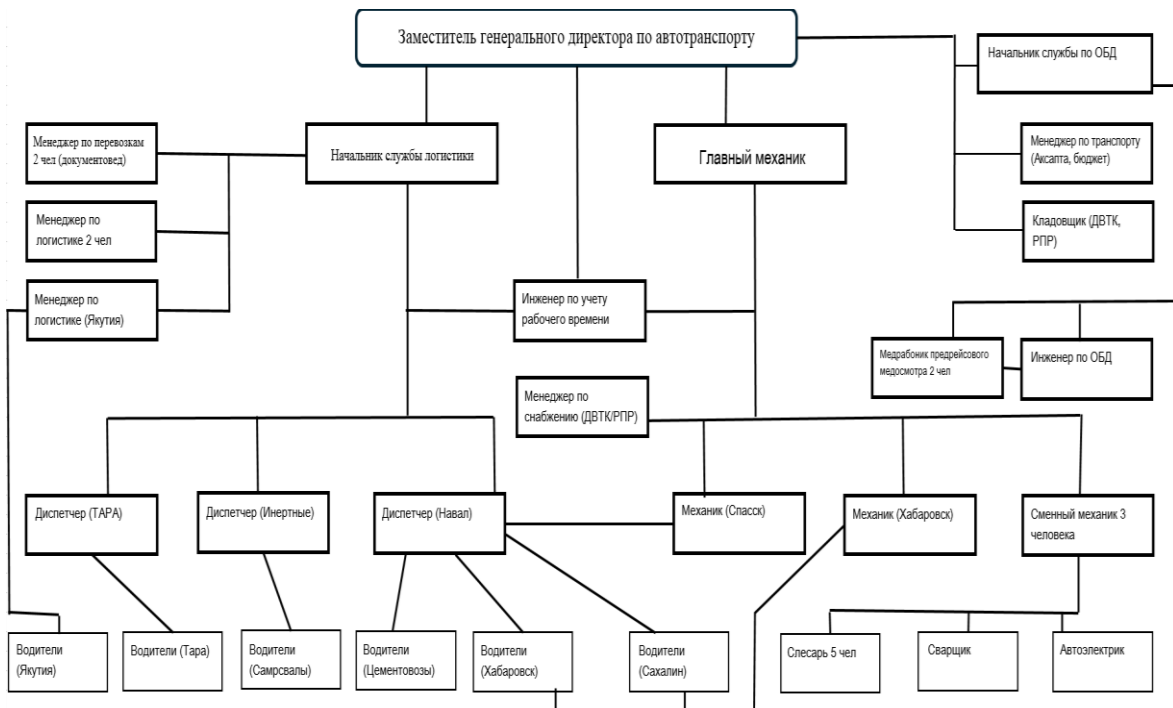 Заместитель генерального директора по автотранспорту
Начальник службы по ОБД
Менеджер по перевозкам
2 чел (документовед)
Начальник службы логистики
Главный механик
Менеджер по транспорту
(Аксапта, бюджет)
Менеджер по
логистике 2 чел
Кладовщик (ДВТК,
РПР)
Менеджер по
логистике (Якутия)
Инженер по учету
рабочего времени
Медрабоник предрейсового
медосмотра 2 чел
Инженер по ОБД
Менеджер по
снабжению (ДВТК/РПР)
Диспетчер (ТАРА)
Диспетчер (Инертные)
Диспетчер (Навал)
Механик (Спасск)
Механик (Хабаровск)
Сменный механик 3
человека
Водители
(Якутия)
Водители (Тара)
Водители
(Самрсвалы)
Водители
(Цементовозы)
Водители
(Хабаровск)
Водители
(Сахалин)
Слесарь 5 чел
Сварщик
Автоэлектрик